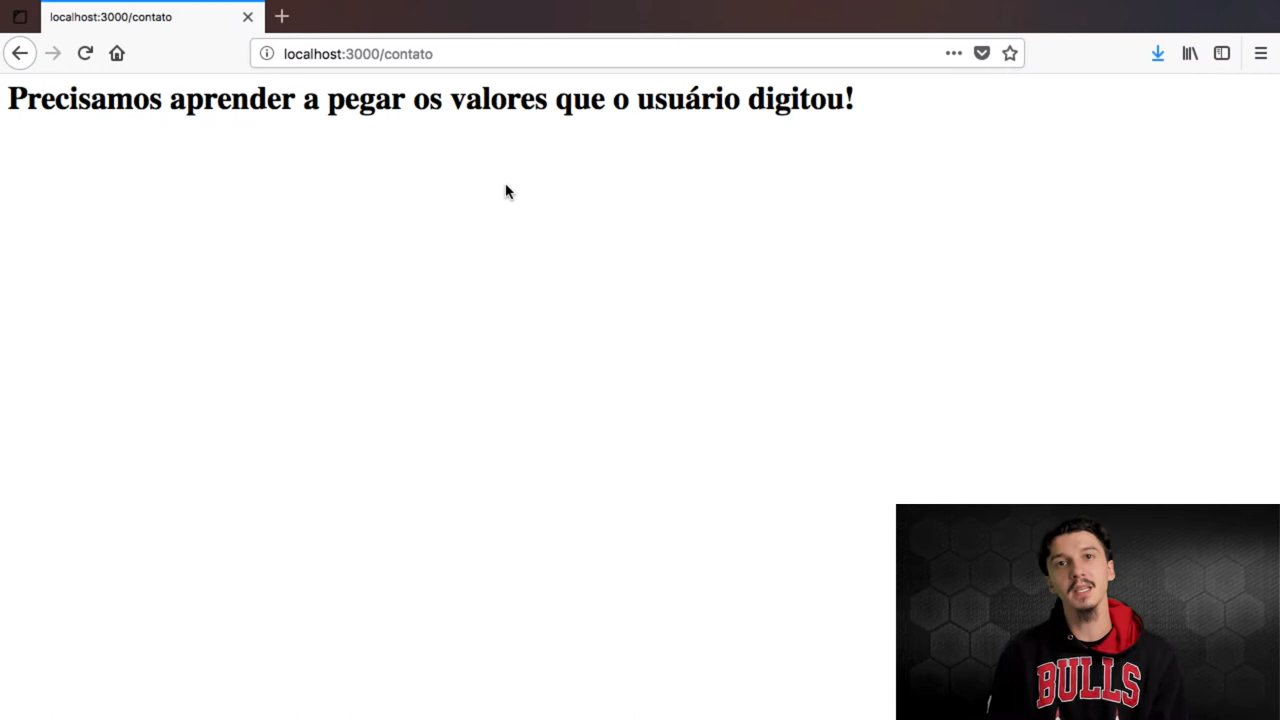 localhost:3000/contato
localhost:3000/contato
Precisamos aprender a pegar os valores que o usuário digitou!
BULLS